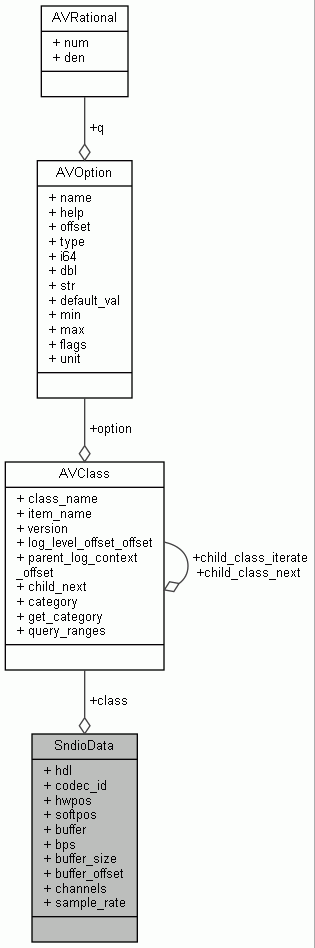 AVRational
+ num
+ den
+q
AVOption
+ name
+ help
+ offset
+ type
+ i64
+ dbl
+ str
+ default_val
+ min
+ max
+ flags
+ unit
+option
AVClass
+ class_name
+ item_name
+ version
+ log_level_offset_offset
+ parent_log_context
_offset
+ child_next
+ category
+ get_category
+ query_ranges
+child_class_iterate
+child_class_next
+class
SndioData
+ hdl
+ codec_id
+ hwpos
+ softpos
+ buffer
+ bps
+ buffer_size
+ buffer_offset
+ channels
+ sample_rate